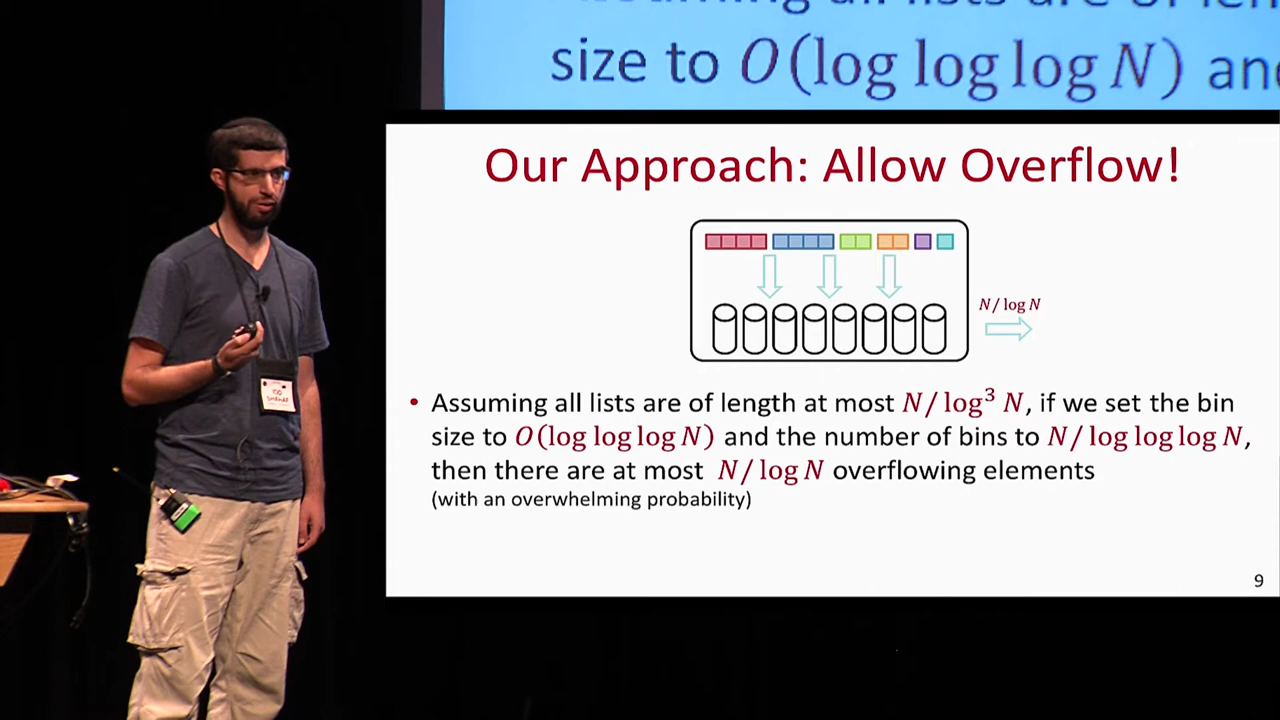 size to O(log log log N) and
Our Approach: Allow Overflow!
N/log N
• Assuming all lists are of length at most N/log³ N, if we set the bin
size to O(log log log N) and the number of bins to N/log log log N,
then there are at most N/log N overflowing elements
(with an overwhelming probability)
9